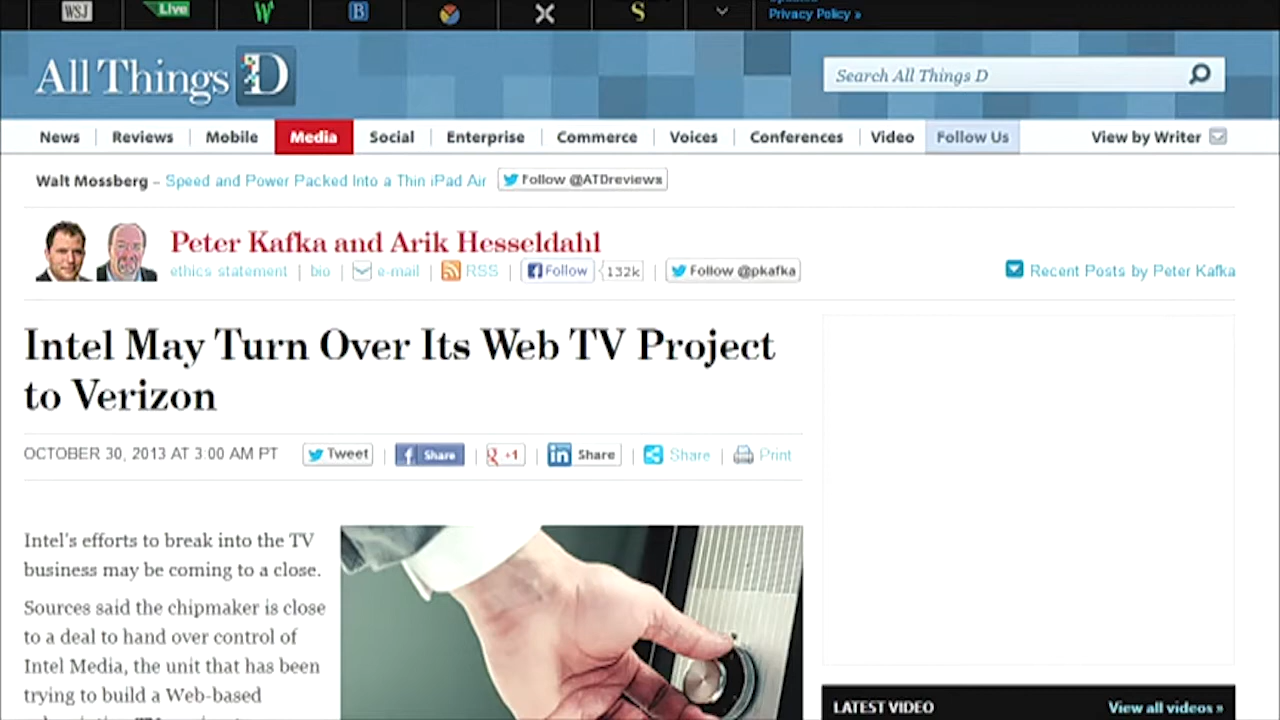 WSJ Live W B S
Privacy Policy »
All Things D
Search All Things D
News Reviews Mobile Media Social Enterprise Commerce Voices Conferences Video Follow Us View by Writer
Walt Mossberg – Speed and Power Packed Into a Thin iPad Air Follow @ATDreviews
Peter Kafka and Arik Hesseldahl
ethics statement | bio | e-mail | RSS | Follow 132k | Follow @pkafka
Recent Posts by Peter Kafka
Intel May Turn Over Its Web TV Project
to Verizon
OCTOBER 30, 2013 AT 3:00 AM PT Tweet | Share | +1 | in Share | Share | Print
Intel's efforts to break into the TV
business may be coming to a close.
Sources said the chipmaker is close
to a deal to hand over control of
Intel Media, the unit that has been
trying to build a Web-based
LATEST VIDEO View all videos »